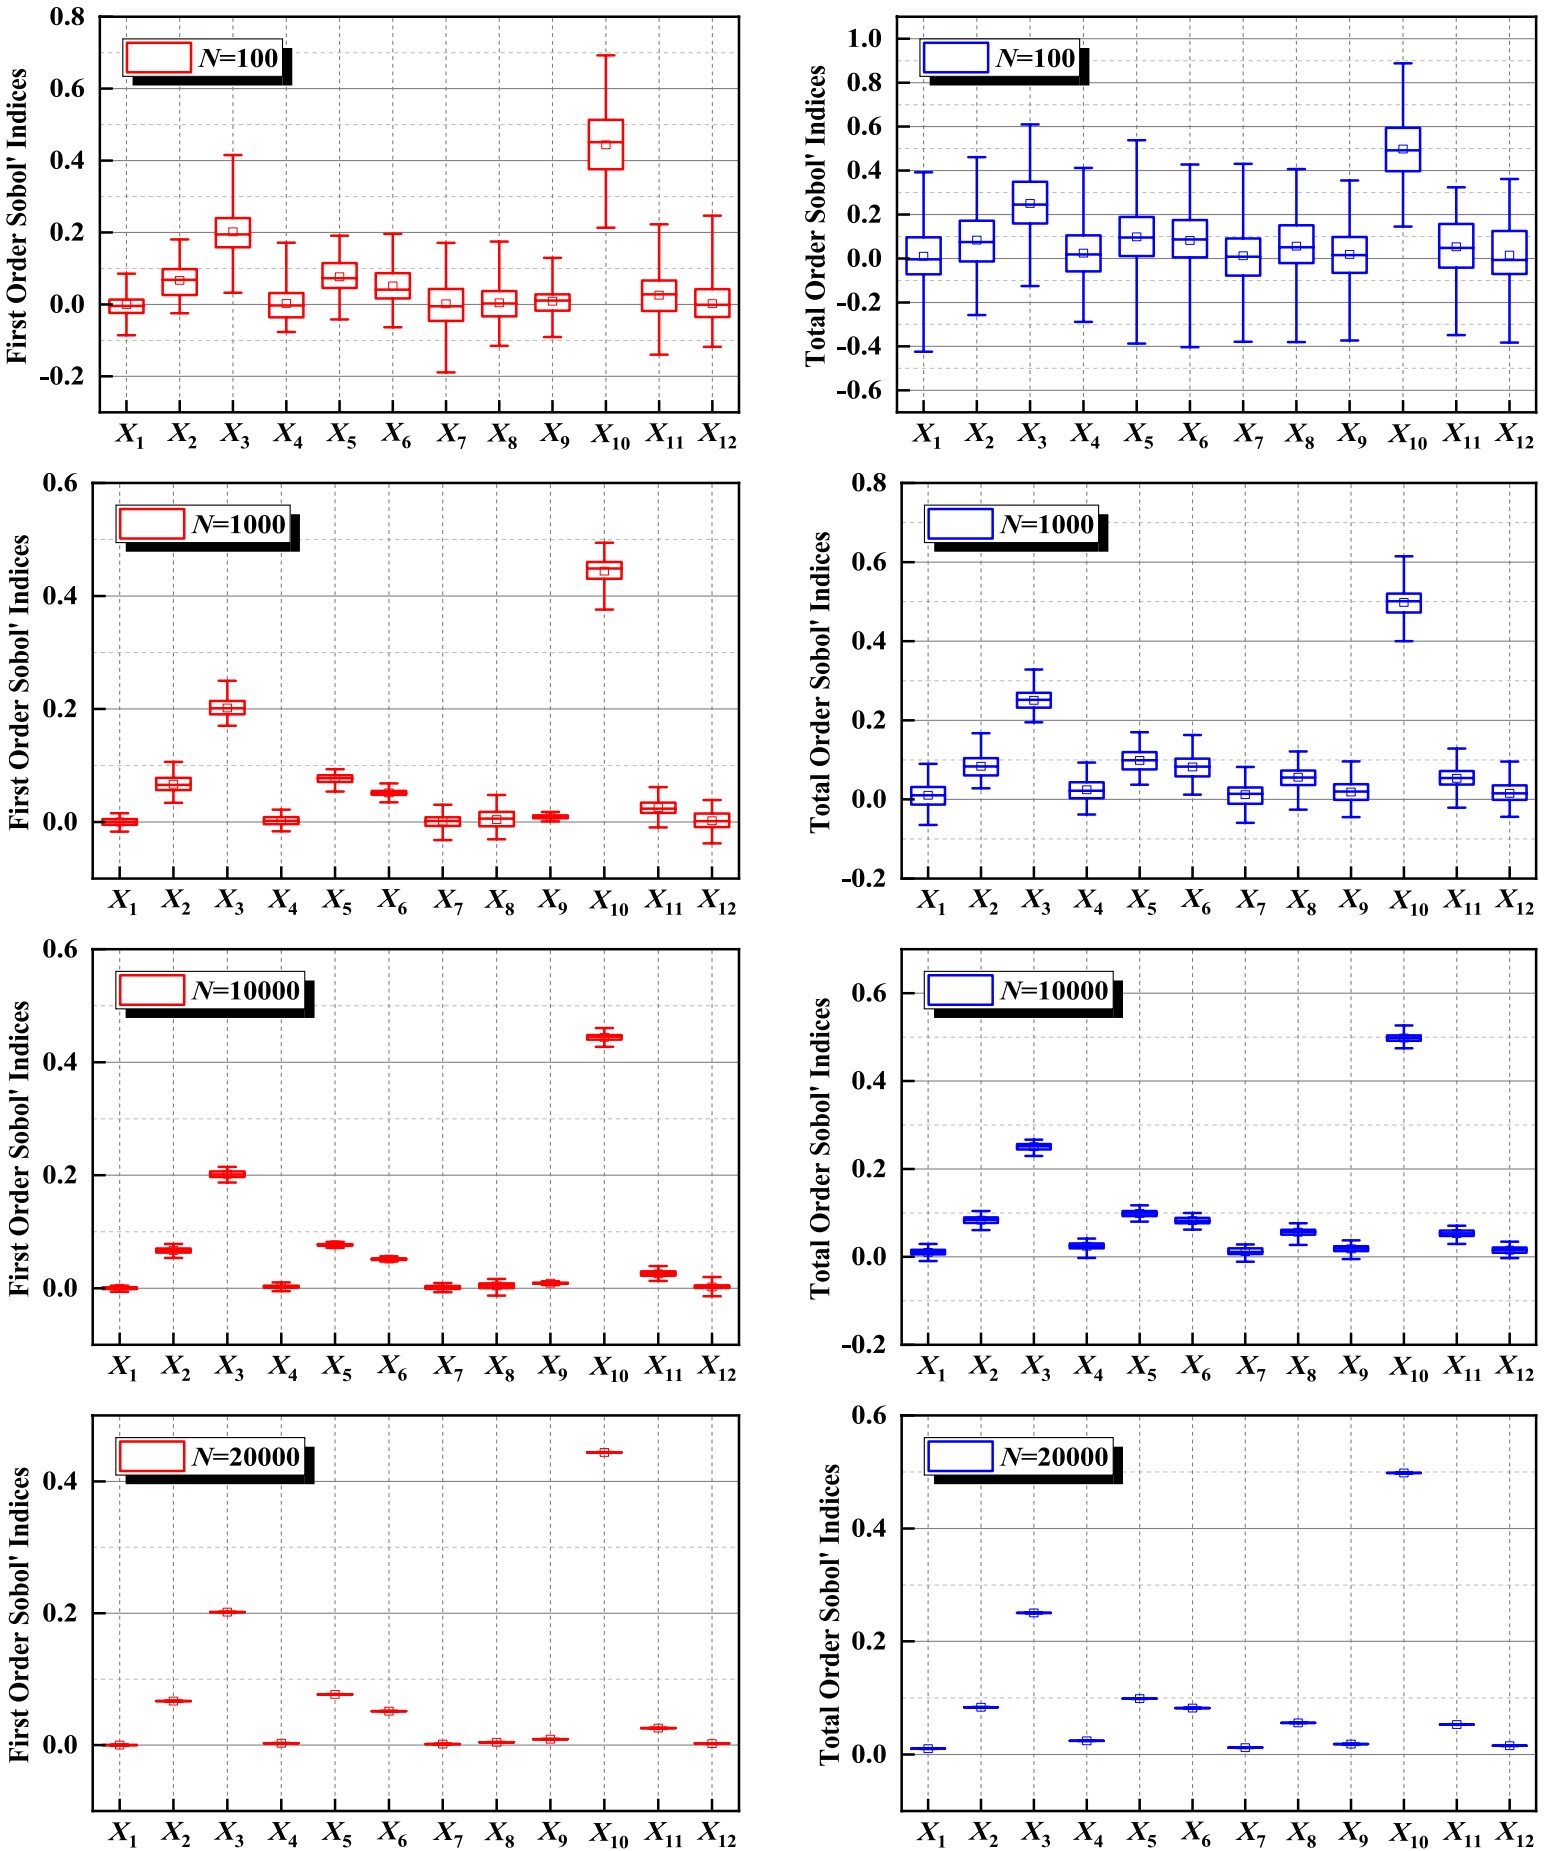 First Order Sobol' Indices
0.8
0.6
0.4
0.2
0.0
-0.2
N=100
X1 X2 X3 X4 X5 X6 X7 X8 X9 X10 X11 X12
Total Order Sobol' Indices
1.0
0.8
0.6
0.4
0.2
0.0
-0.2
-0.4
-0.6
N=100
X1 X2 X3 X4 X5 X6 X7 X8 X9 X10 X11 X12
First Order Sobol' Indices
0.6
0.4
0.2
0.0
N=1000
X1 X2 X3 X4 X5 X6 X7 X8 X9 X10 X11 X12
Total Order Sobol' Indices
0.8
0.6
0.4
0.2
0.0
-0.2
N=1000
X1 X2 X3 X4 X5 X6 X7 X8 X9 X10 X11 X12
First Order Sobol' Indices
0.6
0.4
0.2
0.0
N=10000
X1 X2 X3 X4 X5 X6 X7 X8 X9 X10 X11 X12
Total Order Sobol' Indices
0.6
0.4
0.2
0.0
-0.2
N=10000
X1 X2 X3 X4 X5 X6 X7 X8 X9 X10 X11 X12
First Order Sobol' Indices
0.4
0.2
0.0
N=20000
X1 X2 X3 X4 X5 X6 X7 X8 X9 X10 X11 X12
Total Order Sobol' Indices
0.6
0.4
0.2
0.0
N=20000
X1 X2 X3 X4 X5 X6 X7 X8 X9 X10 X11 X12